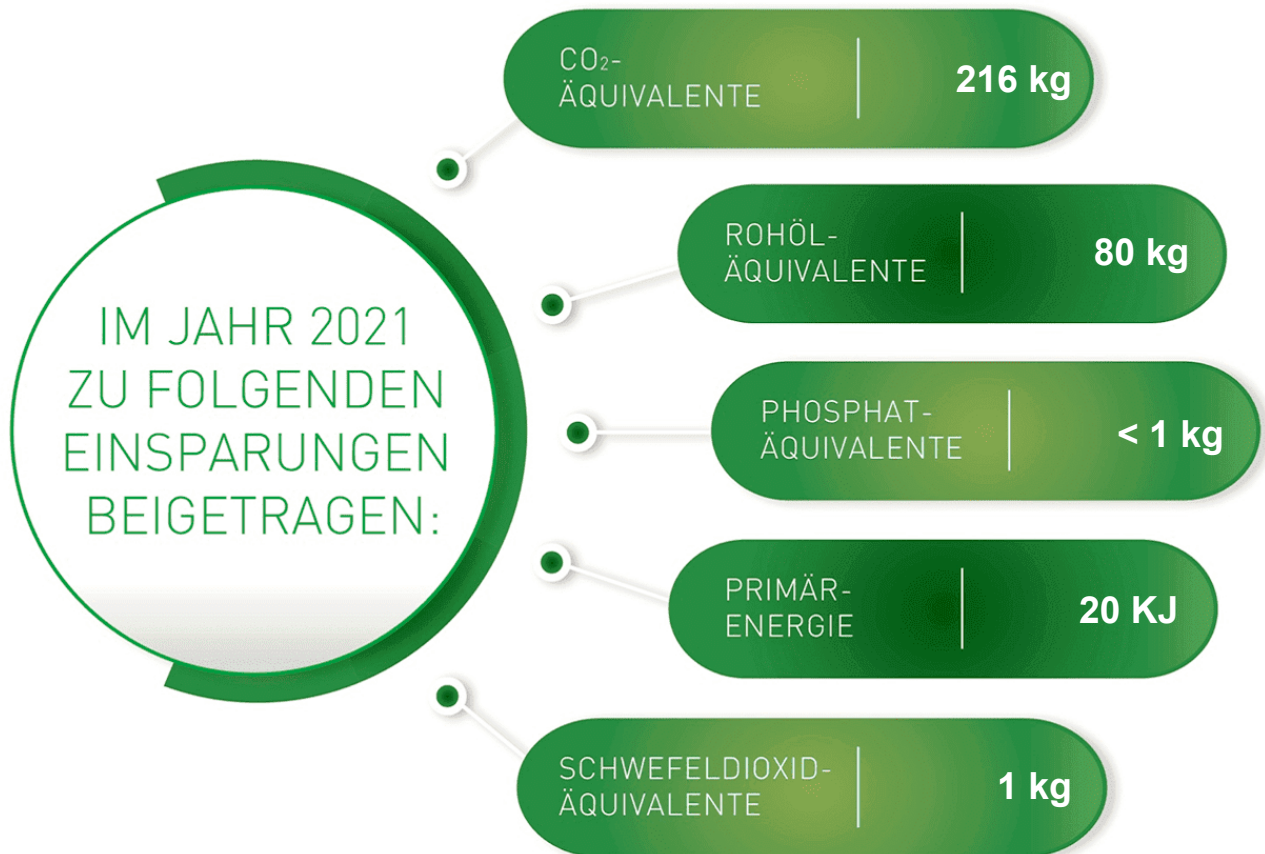 IM JAHR 2021
ZU FOLGENDEN
EINSPARUNGEN
BEIGETRAGEN:
CO₂-
ÄQUIVALENTE
216 kg
ROHÖL-
ÄQUIVALENTE
80 kg
PHOSPHAT-
ÄQUIVALENTE
< 1 kg
PRIMÄR-
ENERGIE
20 KJ
SCHWEFELDIOXID-
ÄQUIVALENTE
1 kg